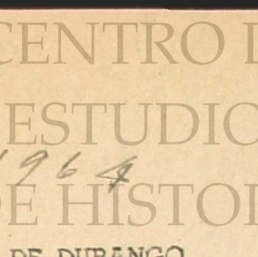 CENTRO D
ESTUDIO
1964
DE HISTO
DE DURANGO